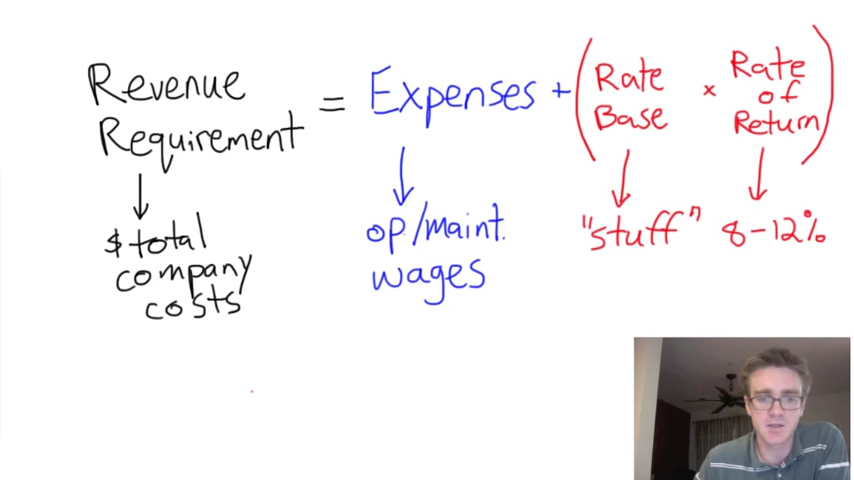 Revenue
Requirement
=
Expenses
+
(
Rate
Base
×
Rate
of
Return
)
$ total
company
costs
op/maint.
wages
"stuff"
8-12%